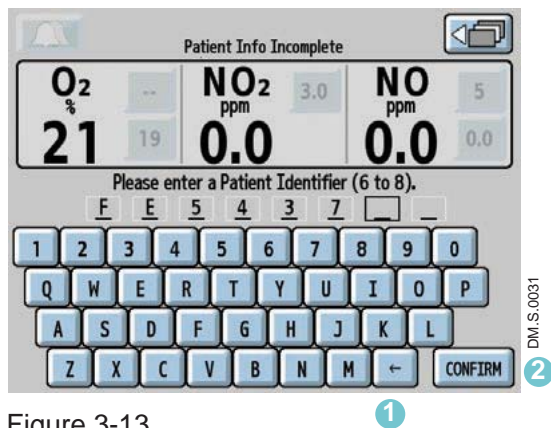 Patient Info Incomplete
O2 % 21 -- 19
NO2 ppm 0.0 3.0
NO ppm 0.0 5 0.0
Please enter a Patient Identifier (6 to 8).
F E 5 4 3 7 _ _
1 2 3 4 5 6 7 8 9 0
Q W E R T Y U I O P
A S D F G H J K L
Z X C V B N M ← CONFIRM
DM.S.0031
1
2
Figure 3-13